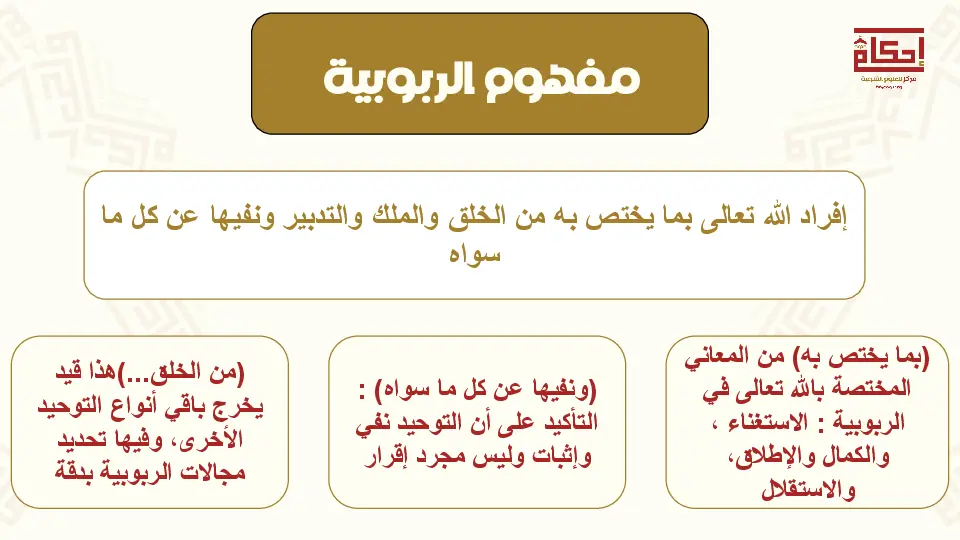 إحكام
مركز للعلوم الشرعية
مفهوم الربوبية
إفراد الله تعالى بما يختص به من الخلق والملك والتدبير ونفيها عن كل ما
سواه
(بما يختص به) من المعاني
المختصة بالله تعالى في
الربوبية : الاستغناء ،
والكمال والإطلاق،
والاستقلال
(ونفيها عن كل ما سواه) :
التأكيد على أن التوحيد نفي
وإثبات وليس مجرد إقرار
(من الخلق...)هذا قيد
يخرج باقي أنواع التوحيد
الأخرى، وفيها تحديد
مجالات الربوبية بدقة